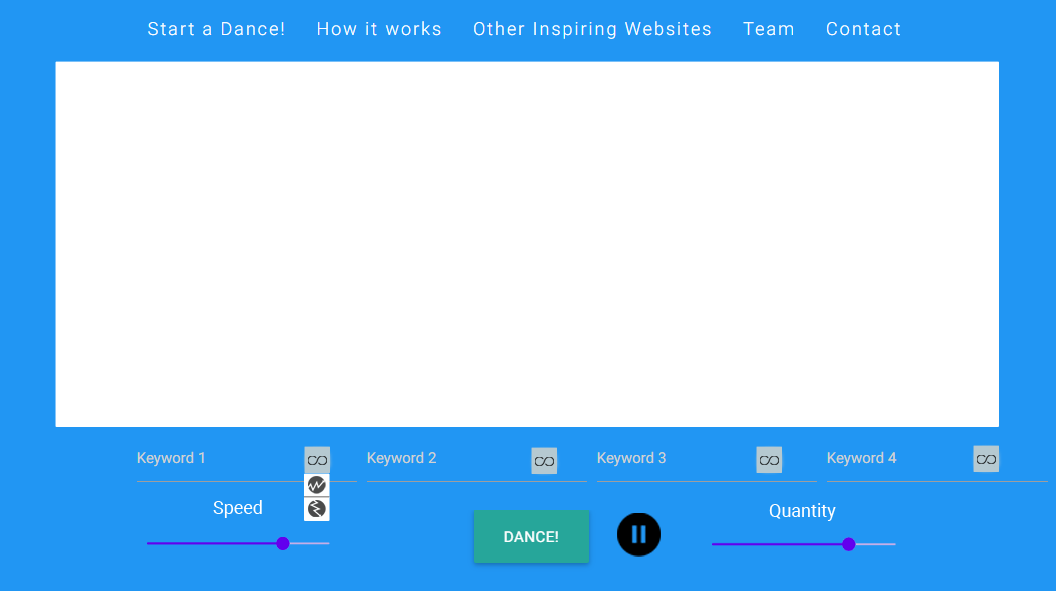 Start a Dance! How it works Other Inspiring Websites Team Contact
Keyword 1 Keyword 2 Keyword 3 Keyword 4
Speed Quantity
DANCE!